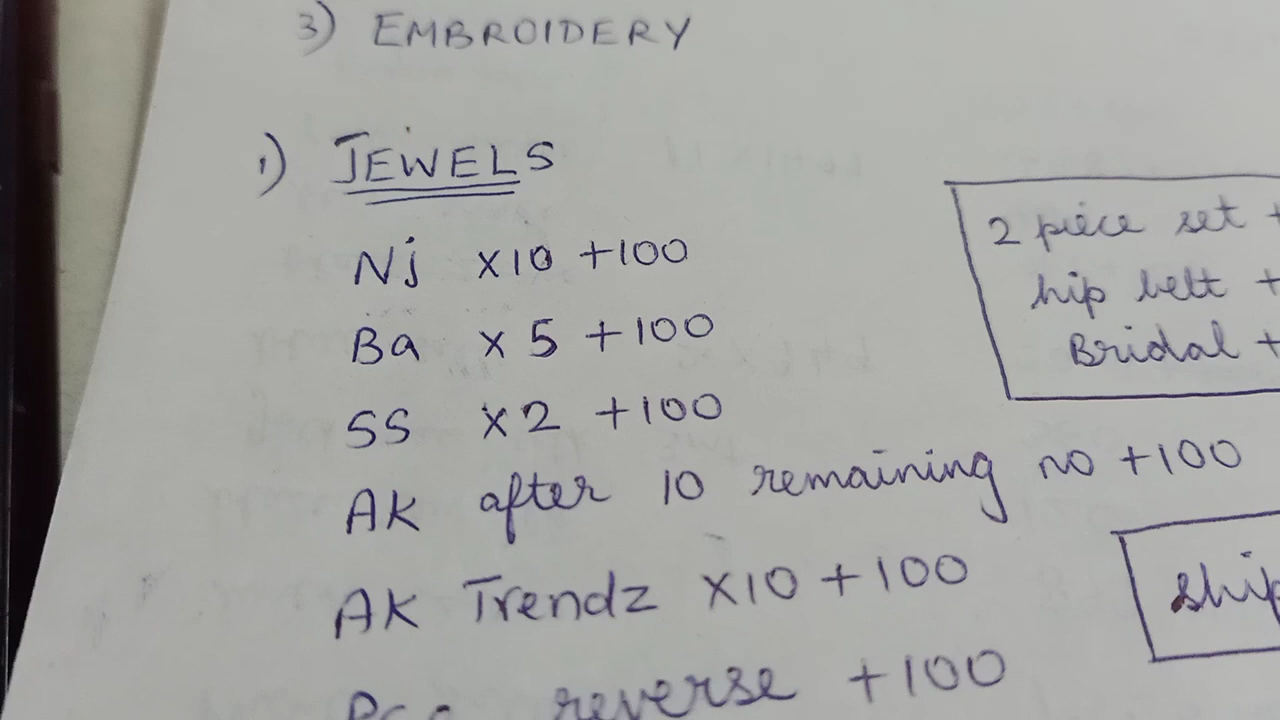 3) EMBROIDERY
1) JEWELS
Nj x10 +100
Ba x 5 +100
SS x2 +100
AK after 10 remaining no +100
AK Trendz x10 +100
reverse +100
2 piece set +
hip belt +
Bridal +
ship